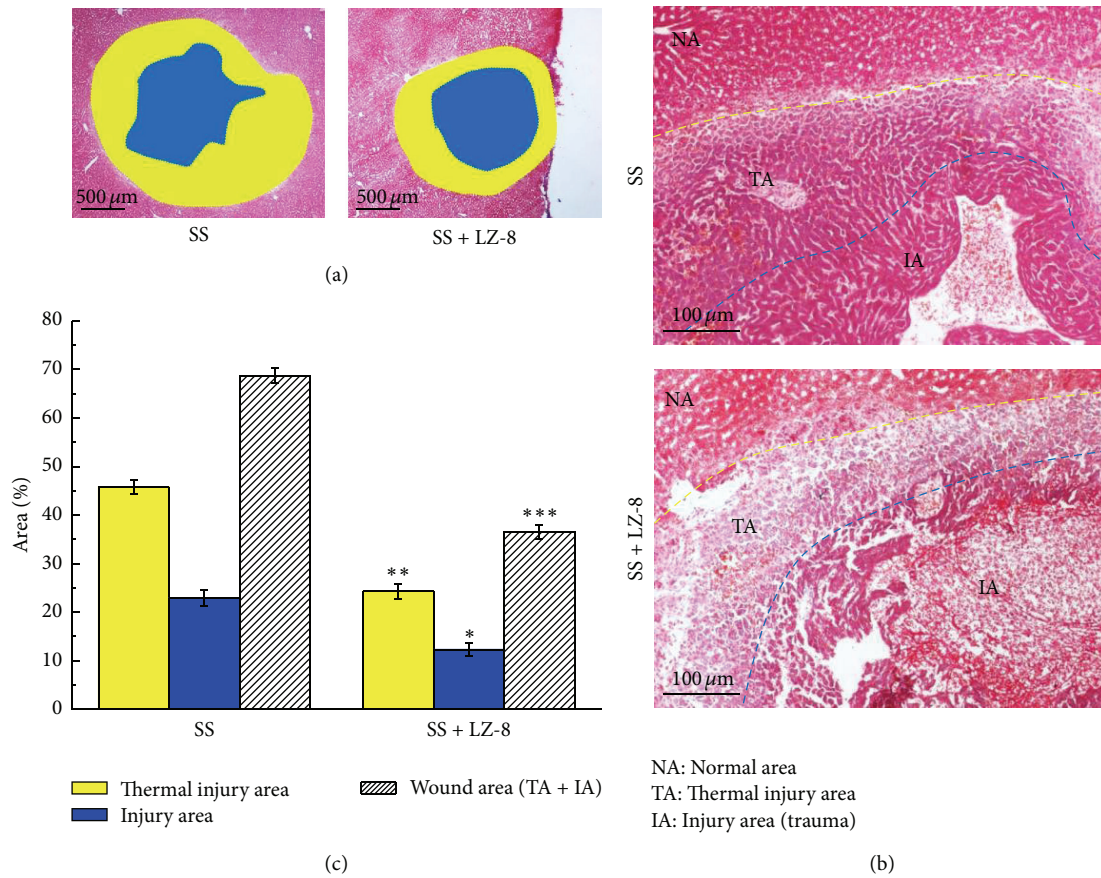 500 μm
500 μm
SS
SS + LZ-8
(a)
NA
TA
IA
100 μm
SS
NA
TA
IA
100 μm
SS + LZ-8
NA: Normal area
TA: Thermal injury area
IA: Injury area (trauma)
(b)
80
70
60
50
40
30
20
10
0
Area (%)
**
*
***
SS
SS + LZ-8
Thermal injury area
Injury area
Wound area (TA + IA)
(c)